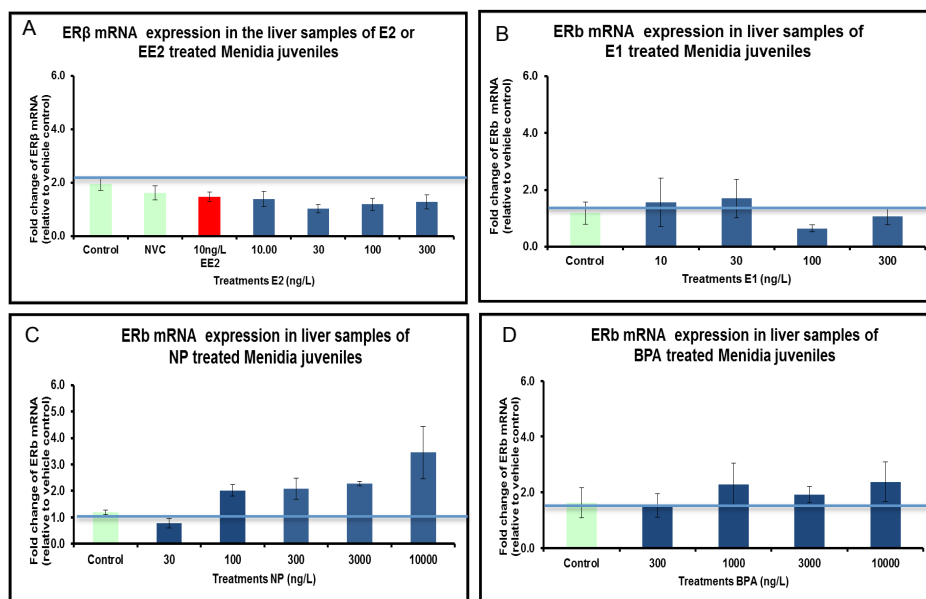 A
ERβ mRNA expression in the liver samples of E2 or
EE2 treated Menidia juveniles
Fold change of ERβ mRNA
(relative to vehicle control)
6.0
4.0
2.0
0.0
Control NVC 10ng/L 10.00 30 100 300
EE2
Treatments E2 (ng/L)
B
ERb mRNA expression in liver samples of
E1 treated Menidia juveniles
Fold change of ERb mRNA
(relative to vehicle control)
6.0
4.0
2.0
0.0
Control 10 30 100 300
Treatments E1 (ng/L)
C
ERb mRNA expression in liver samples of
NP treated Menidia juveniles
Fold change of ERb mRNA
(relative to vehicle control)
6.0
5.0
4.0
3.0
2.0
1.0
0.0
Control 30 100 300 3000 10000
Treatments NP (ng/L)
D
ERb mRNA expression in liver samples of
BPA treated Menidia juveniles
Fold change of ERb mRNA
(relative to vehicle control)
6.0
4.0
2.0
0.0
Control 300 1000 3000 10000
Treatments BPA (ng/L)